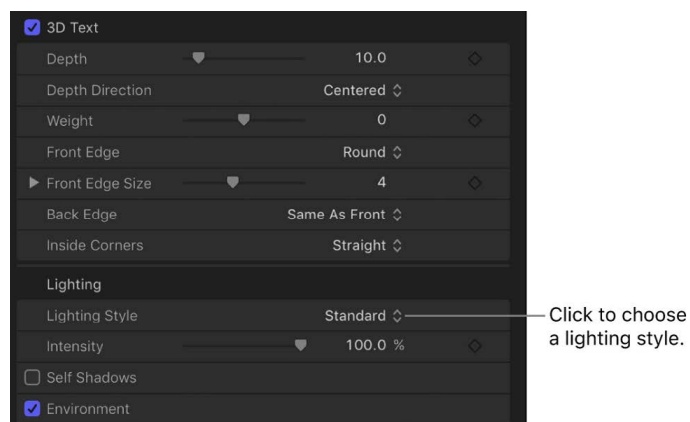 3D Text
Depth 10.0
Depth Direction Centered
Weight 0
Front Edge Round
Front Edge Size 4
Back Edge Same As Front
Inside Corners Straight
Lighting
Lighting Style Standard
Click to choose
a lighting style.
Intensity 100.0 %
Self Shadows
Environment